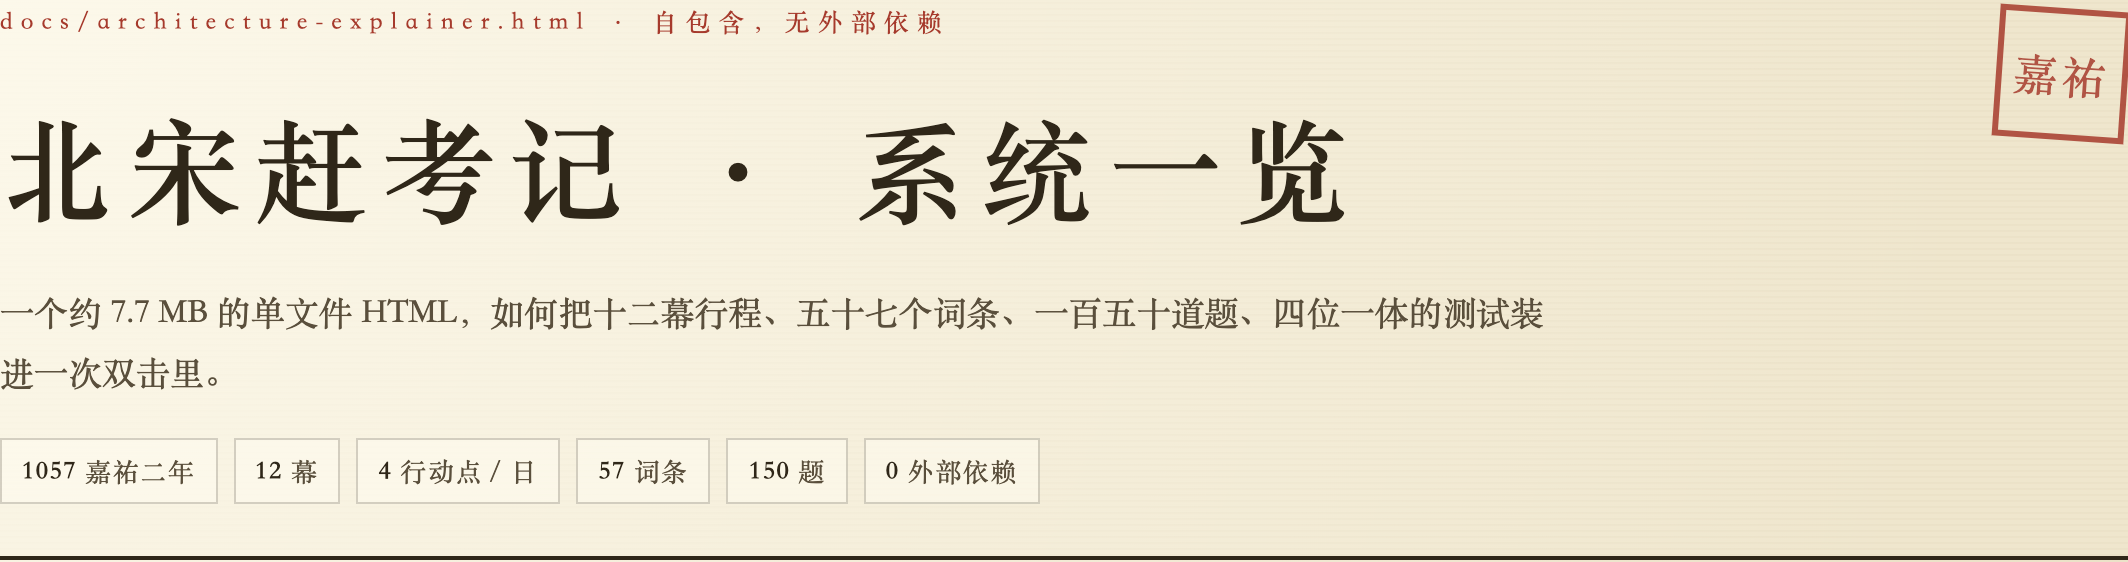 docs/architecture-explainer.html · 自包含，无外部依赖
嘉祐
北宋赶考记 · 系统一览
一个约 7.7 MB 的单文件 HTML，如何把十二幕行程、五十七个词条、一百五十道题、四位一体的测试装
进一次双击里。
1057 嘉祐二年 12 幕 4 行动点 / 日 57 词条 150 题 0 外部依赖